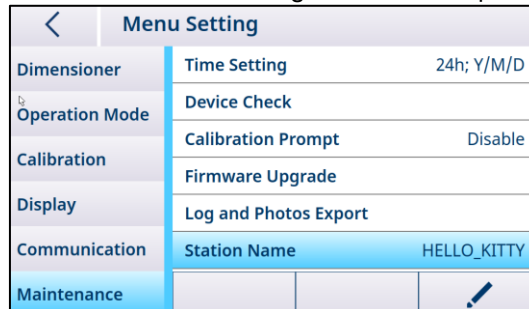 Menu Setting
Dimensioner
Operation Mode
Calibration
Display
Communication
Maintenance
Time Setting 24h; Y/M/D
Device Check
Calibration Prompt Disable
Firmware Upgrade
Log and Photos Export
Station Name HELLO_KITTY